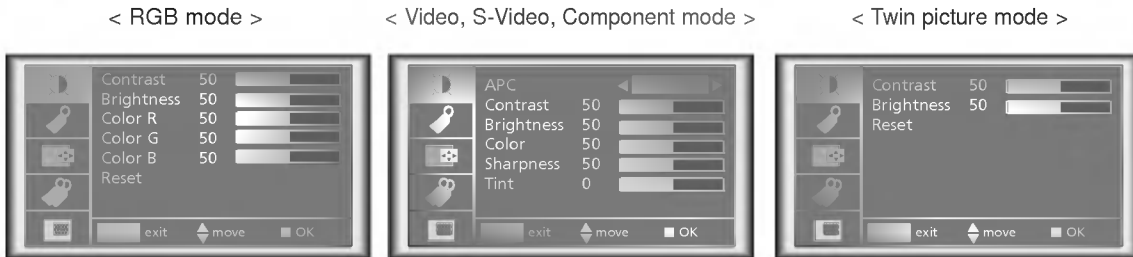 < RGB mode >
Contrast 50
Brightness 50
Color R 50
Color G 50
Color B 50
Reset
exit move OK
< Video, S-Video, Component mode >
APC
Contrast 50
Brightness 50
Color 50
Sharpness 50
Tint 0
exit move OK
< Twin picture mode >
Contrast 50
Brightness 50
Reset
exit move OK